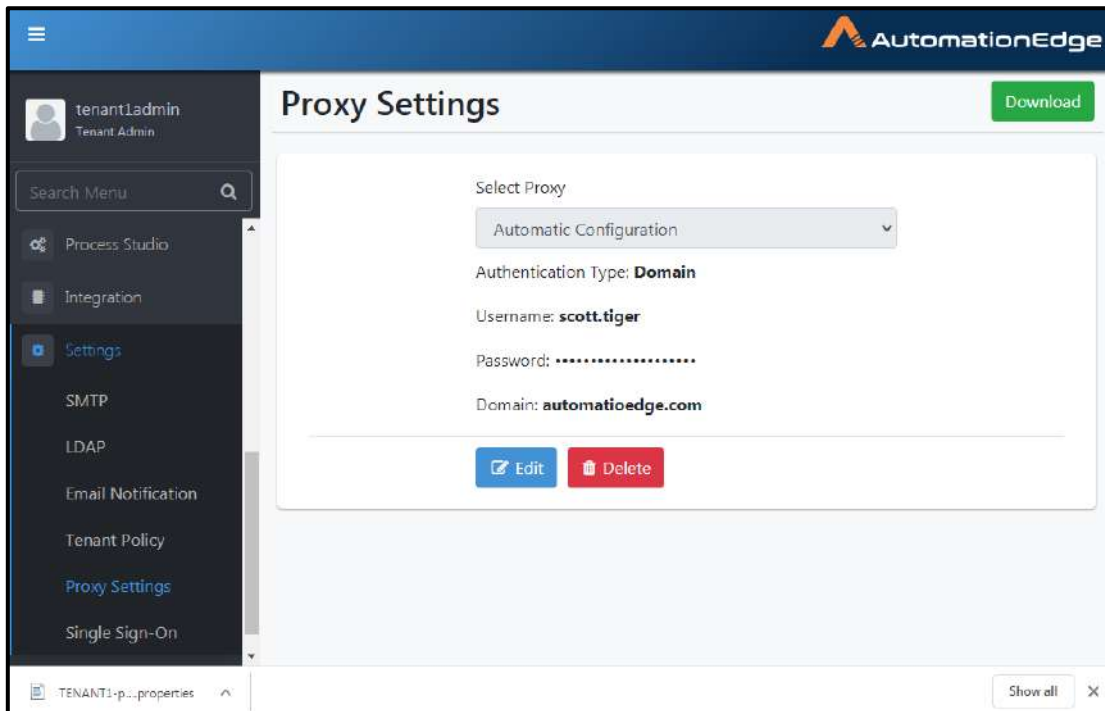 AutomationEdge
tenant1admin
Tenant Admin
Search Menu
Process Studio
Integration
Settings
SMTP
LDAP
Email Notification
Tenant Policy
Proxy Settings
Single Sign-On
Proxy Settings
Download
Select Proxy
Automatic Configuration
Authentication Type: Domain
Username: scott.tiger
Password: ••••••••••••••••••••
Domain: automatioedge.com
Edit
Delete
TENANT1-p....properties
Show all